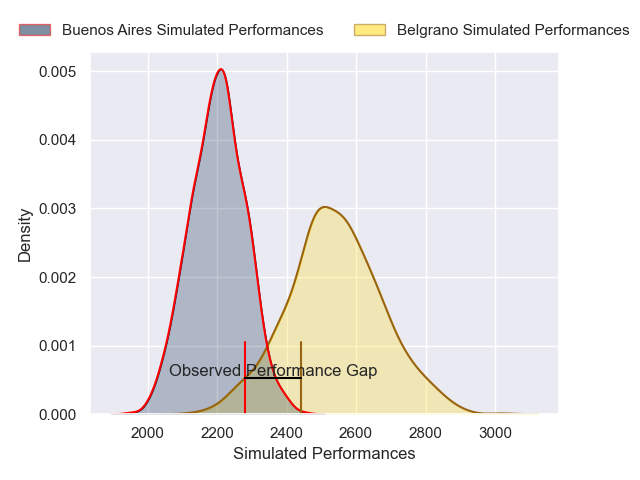 Buenos Aires Simulated Performances
Belgrano Simulated Performances
0.005
0.004
0.003
0.002
0.001
0.000
Density
Observed Performance Gap
2000 2200 2400 2600 2800 3000
Simulated Performances